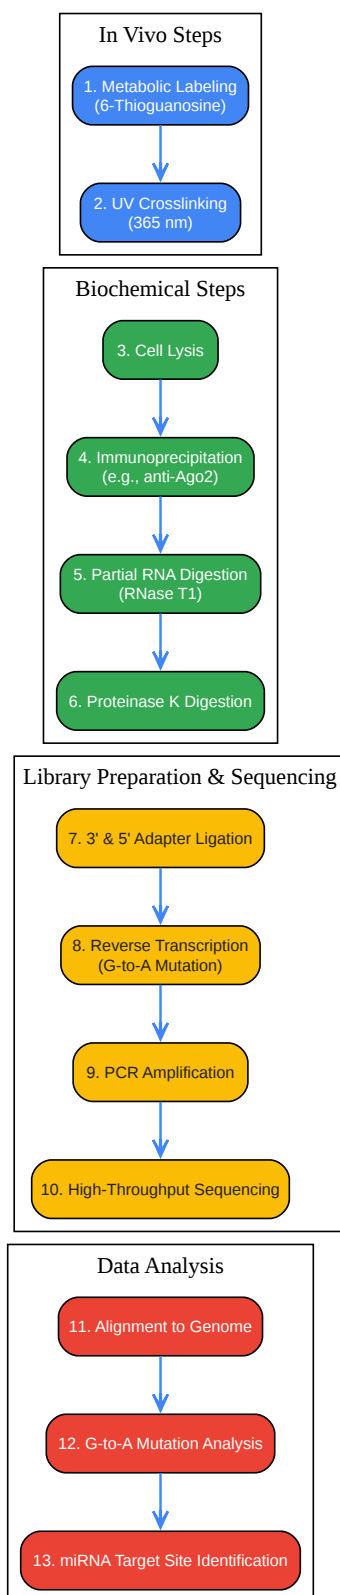 In Vivo Steps
1. Metabolic Labeling
(6-Thioguanosine)
2. UV Crosslinking
(365 nm)
Biochemical Steps
3. Cell Lysis
4. Immunoprecipitation
(e.g., anti-Ago2)
5. Partial RNA Digestion
(RNase T1)
6. Proteinase K Digestion
Library Preparation & Sequencing
7. 3' & 5' Adapter Ligation
8. Reverse Transcription
(G-to-A Mutation)
9. PCR Amplification
10. High-Throughput Sequencing
Data Analysis
11. Alignment to Genome
12. G-to-A Mutation Analysis
13. miRNA Target Site Identification